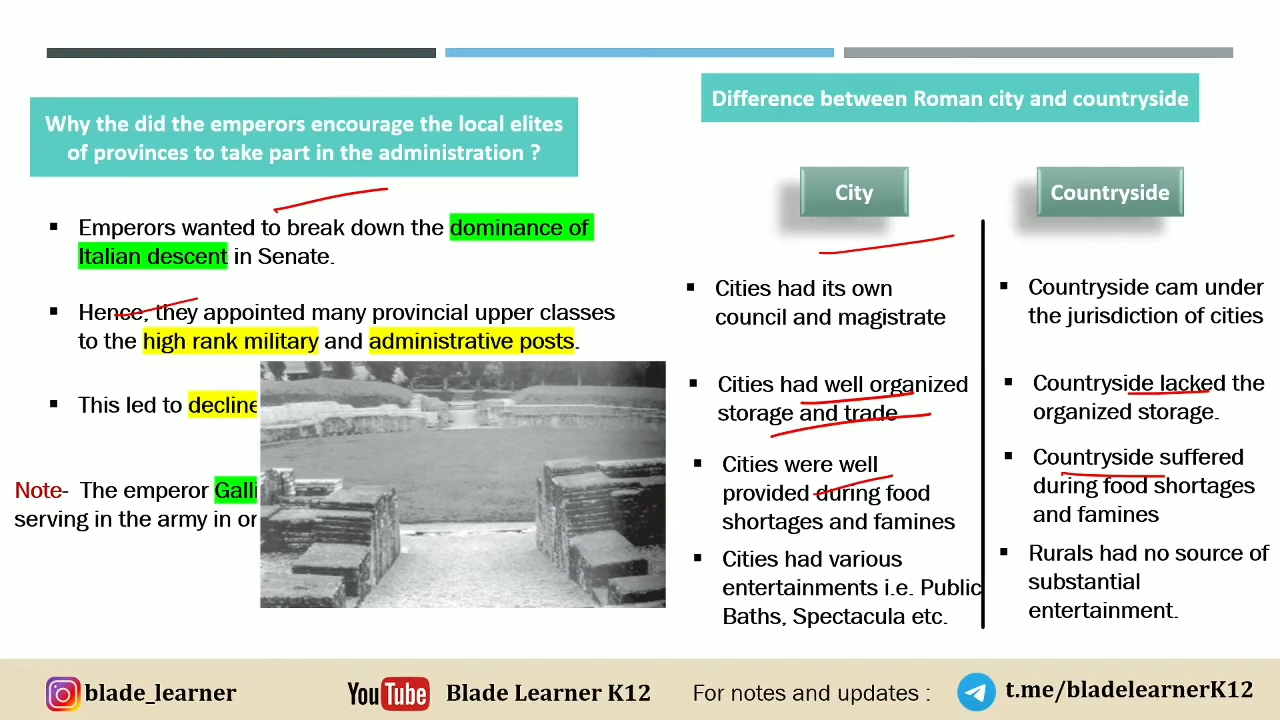 Why the did the emperors encourage the local elites
of provinces to take part in the administration ?
▪ Emperors wanted to break down the dominance of
Italian descent in Senate.
▪ Hence, they appointed many provincial upper classes
to the high rank military and administrative posts.
▪ This led to decline
Note- The emperor Galli
serving in the army in or
Difference between Roman city and countryside
City
▪ Cities had its own
council and magistrate
▪ Cities had well organized
storage and trade
▪ Cities were well
provided during food
shortages and famines
▪ Cities had various
entertainments i.e. Public
Baths, Spectacula etc.
Countryside
▪ Countryside cam under
the jurisdiction of cities
▪ Countryside lacked the
organized storage.
▪ Countryside suffered
during food shortages
and famines
▪ Rurals had no source of
substantial
entertainment.
blade_learner
YouTube Blade Learner K12
For notes and updates :
t.me/bladelearnerK12